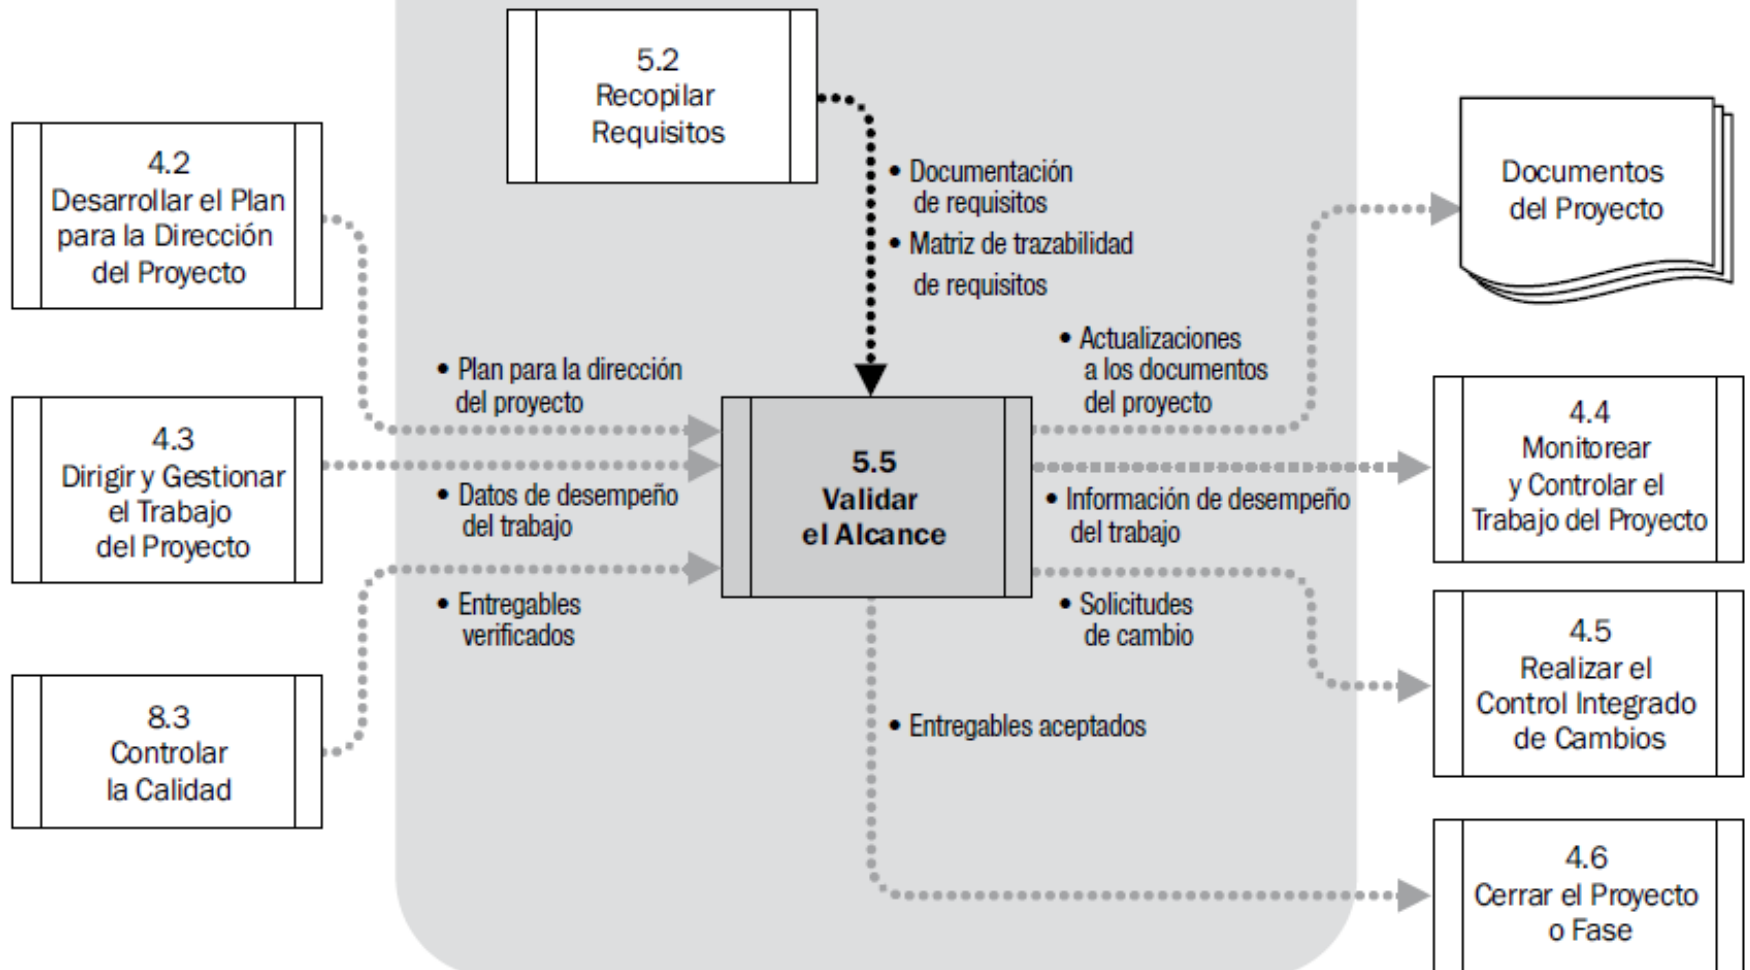 5.2
Recopilar
Requisitos
4.2
Desarrollar el Plan
para la Dirección
del Proyecto
• Documentación
de requisitos
• Matriz de trazabilidad
de requisitos
Documentos
del Proyecto
• Plan para la dirección
del proyecto
• Actualizaciones
a los documentos
del proyecto
4.3
Dirigir y Gestionar
el Trabajo
del Proyecto
• Datos de desempeño
del trabajo
5.5
Validar
el Alcance
• Información de desempeño
del trabajo
4.4
Monitorear
y Controlar el
Trabajo del Proyecto
• Entregables
verificados
• Solicitudes
de cambio
4.5
Realizar el
Control Integrado
de Cambios
8.3
Controlar
la Calidad
• Entregables aceptados
4.6
Cerrar el Proyecto
o Fase